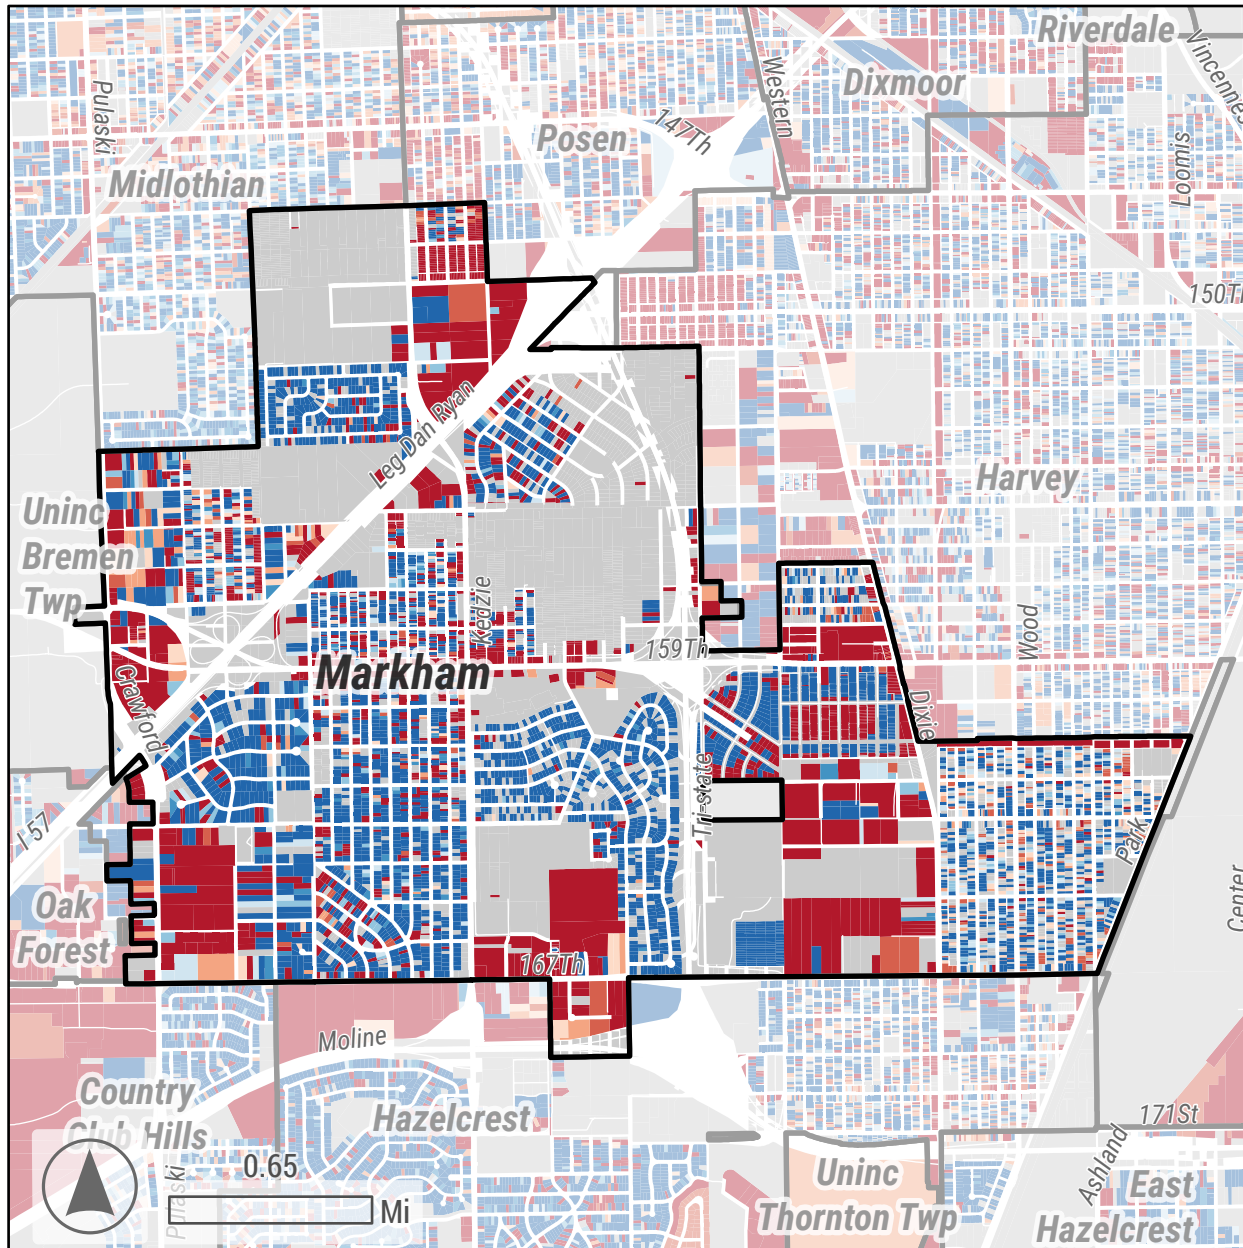 Riverdale
Vincennes
Dixmoor
Western
Pulaski
147Th
Posen
Loomis
Midlothian
150Th
Leg Dan Ryan
Harvey
Uninc
Bremen
Twp
Kedzie
Wood
159Th
Markham
Crawford
Dixie
Tri-state
I 57
Park
Center
Oak
Forest
167Th
Moline
Country
Club Hills
Hazelcrest
171St
Ashland
0.65
Mi
Pulaski
Uninc
Thornton Twp
East
Hazelcrest